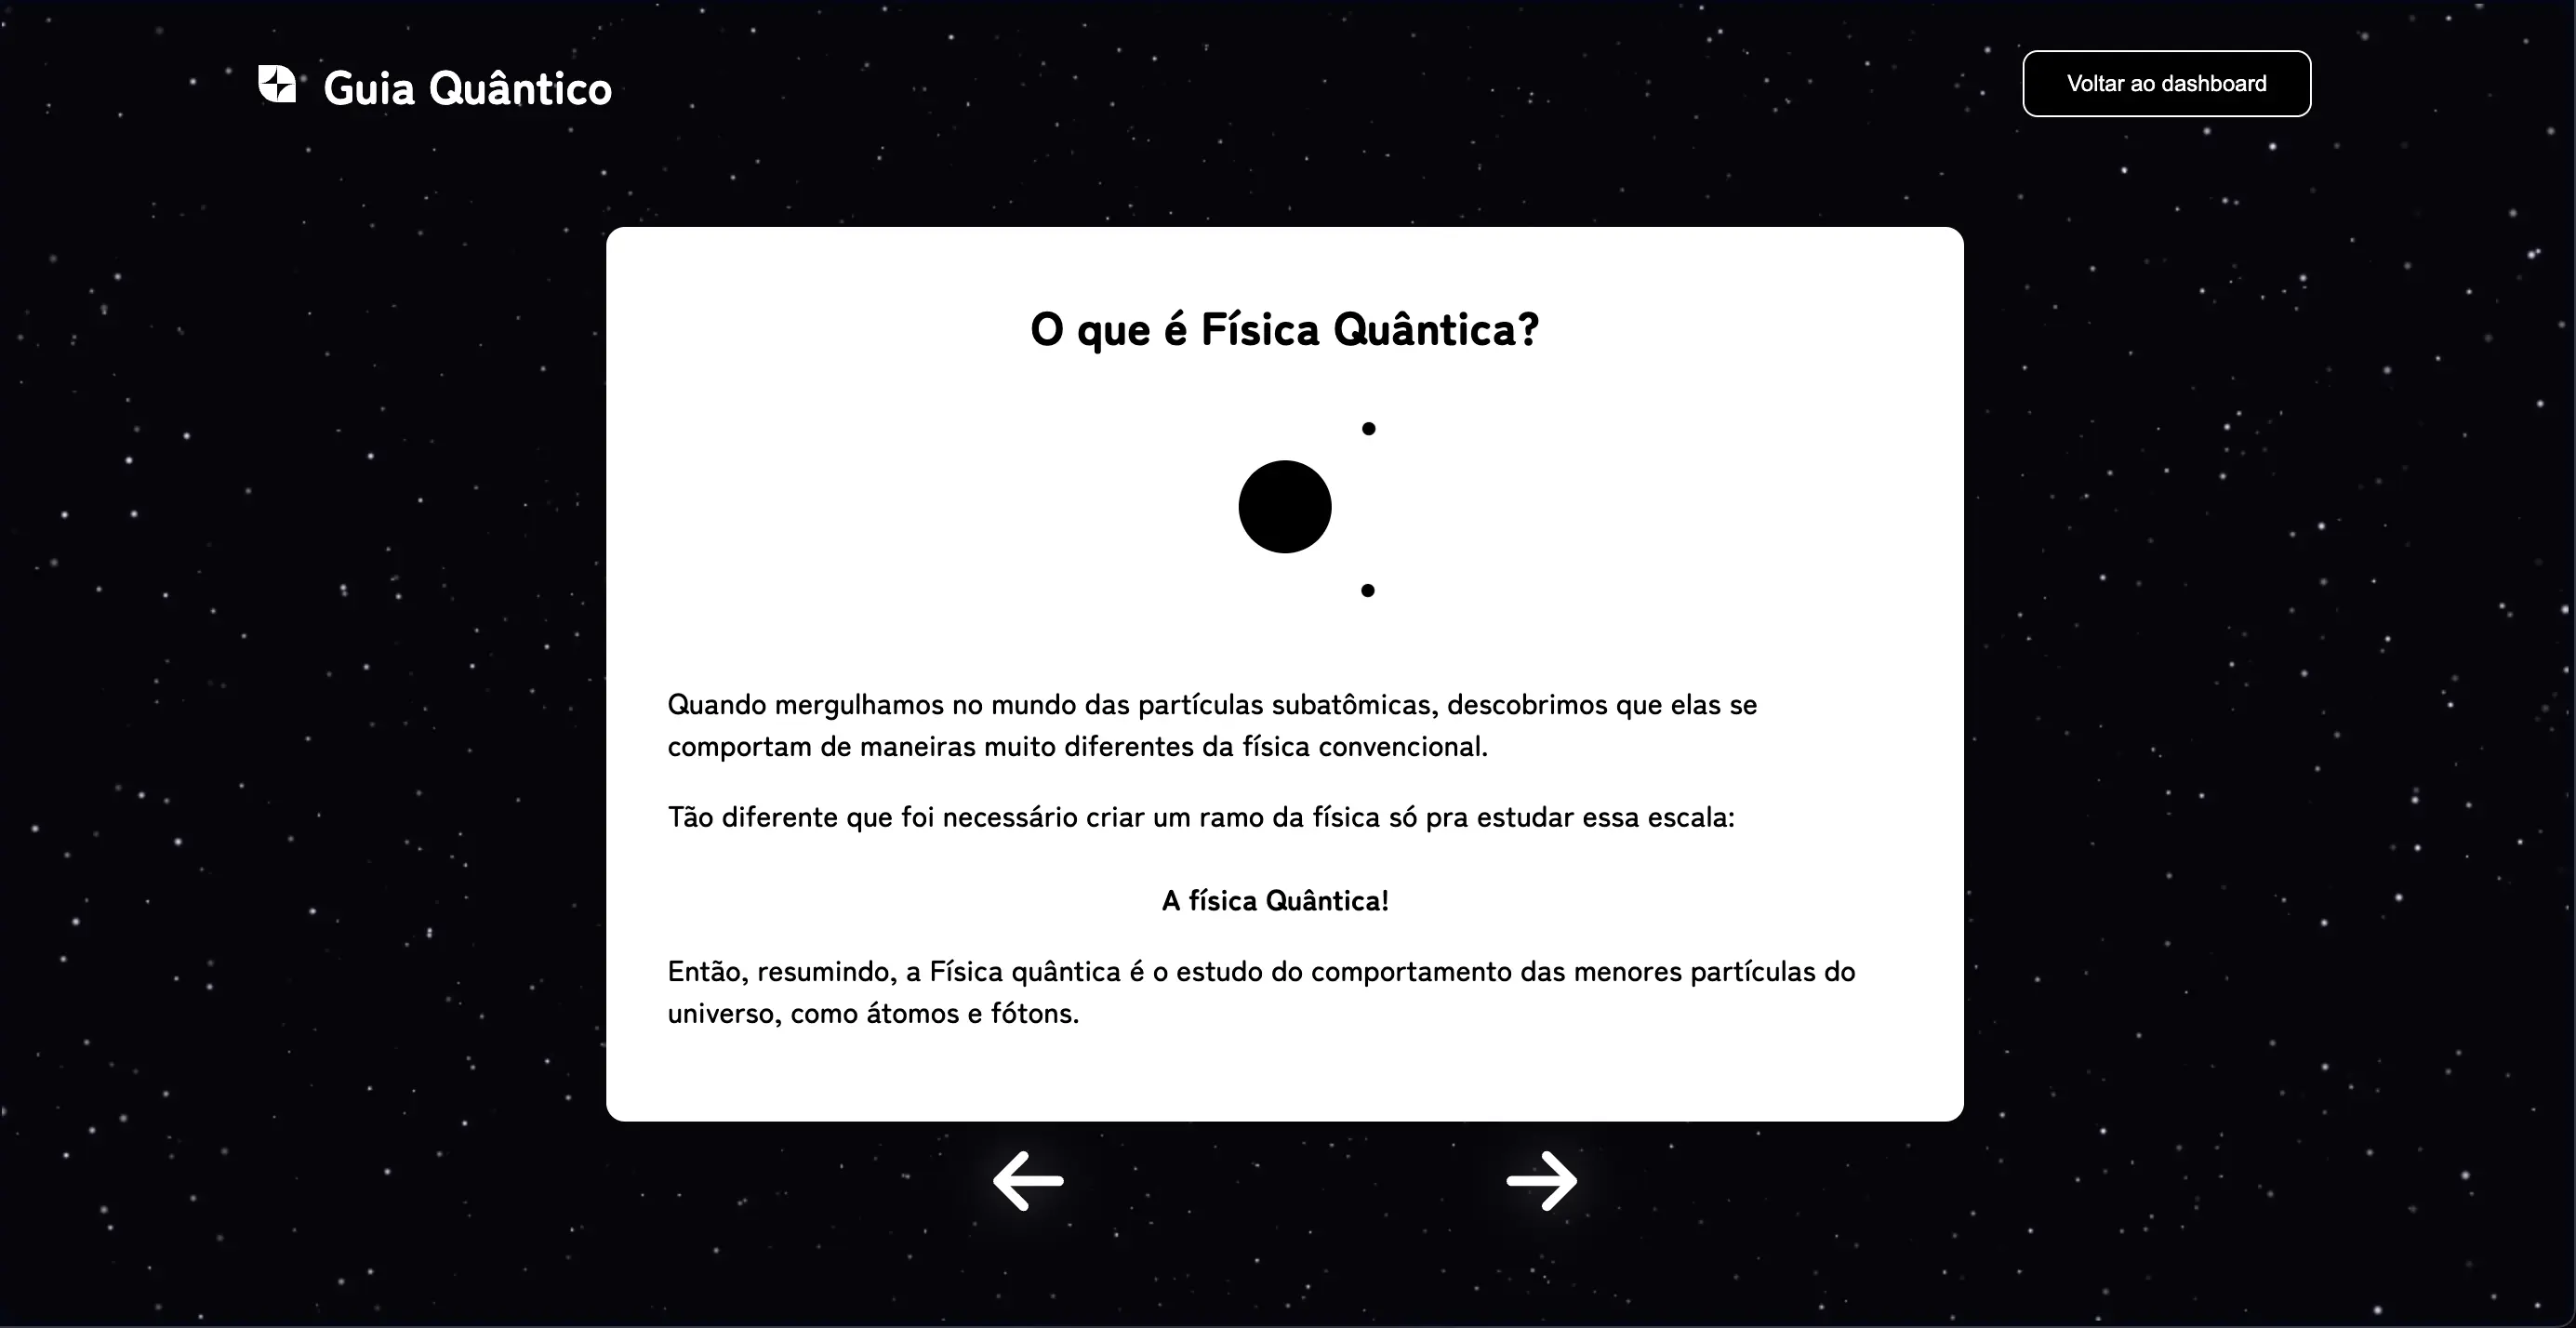 Guia Quântico
Voltar ao dashboard
O que é Física Quântica?
Quando mergulhamos no mundo das partículas subatômicas, descobrimos que elas se
comportam de maneiras muito diferentes da física convencional.
Tão diferente que foi necessário criar um ramo da física só pra estudar essa escala:
A física Quântica!
Então, resumindo, a Física quântica é o estudo do comportamento das menores partículas do
universo, como átomos e fótons.